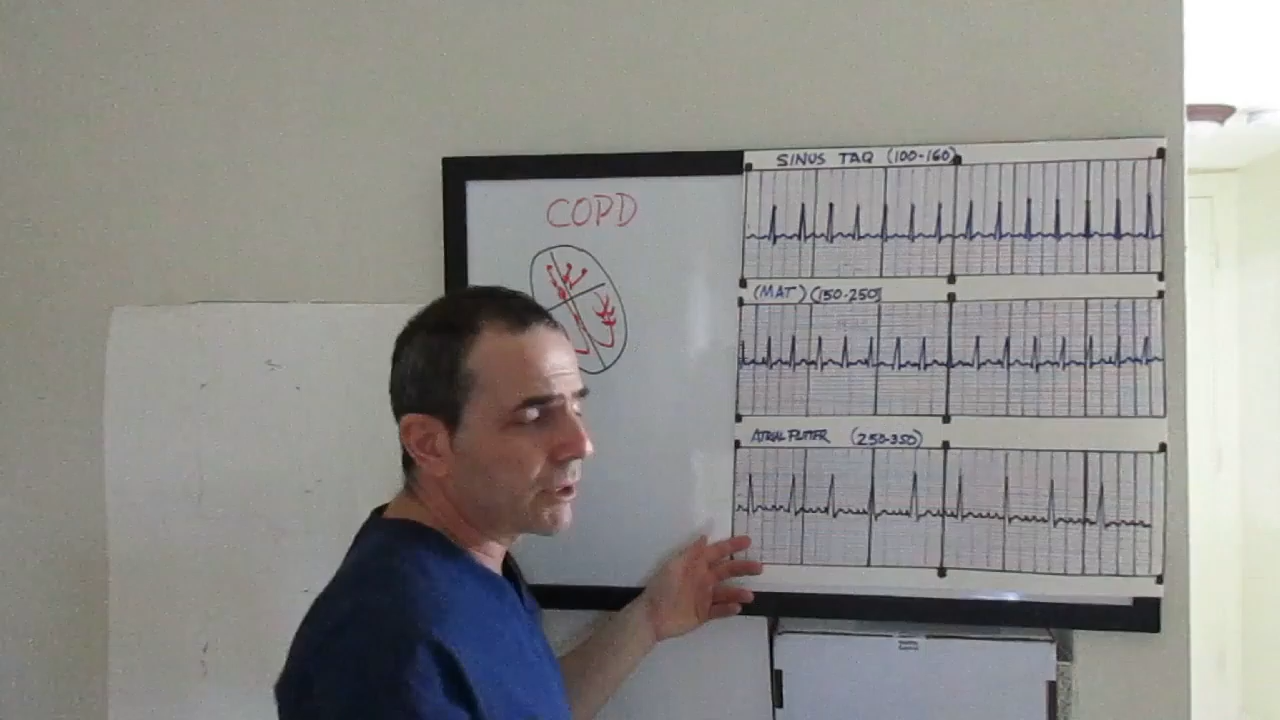 COPD
SINUS TAQ (100-160)
(MAT) (150-250)
ATRIAL FLUTTER (250-350)